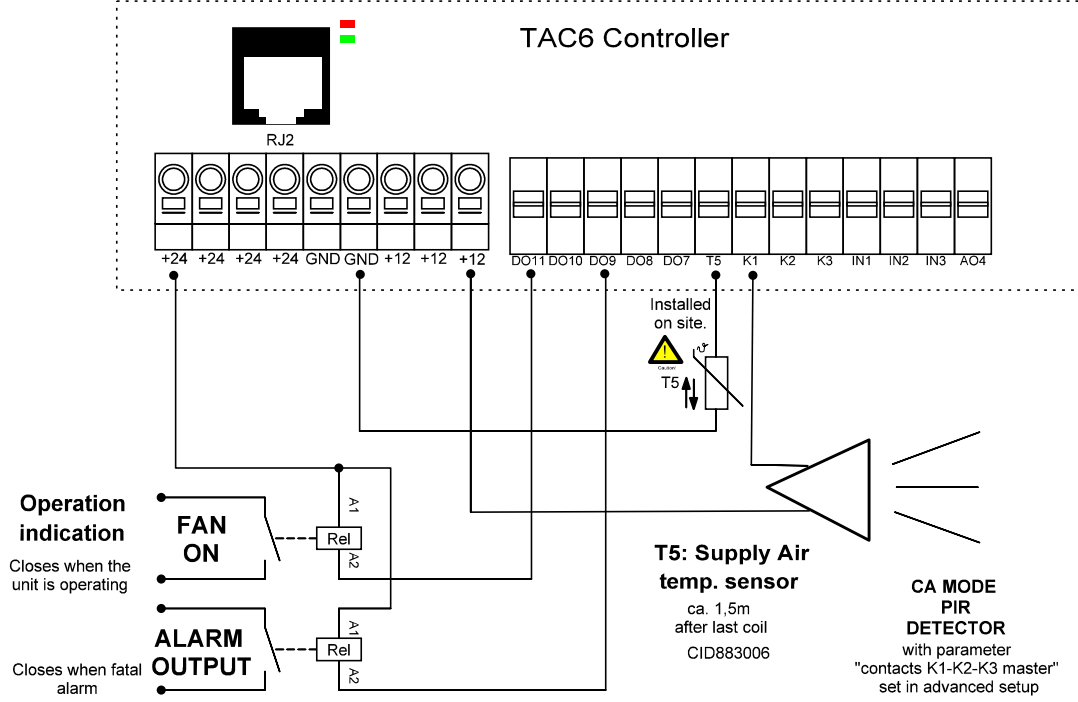 TAC6 Controller
RJ2
+24 +24 +24 +24 GND GND +12 +12 +12
DO11 DO10 DO9 DO8 DO7 T5 K1 K2 K3 IN1 IN2 IN3 AO4
Installed
on site.
ϑ
Caution!
T5
Operation
indication
Closes when the
unit is operating
FAN
ON
A1
Rel
A2
ALARM
OUTPUT
Closes when fatal
alarm
A1
Rel
A2
T5: Supply Air
temp. sensor
ca. 1,5m
after last coil
CID883006
CA MODE
PIR
DETECTOR
with parameter
"contacts K1-K2-K3 master"
set in advanced setup